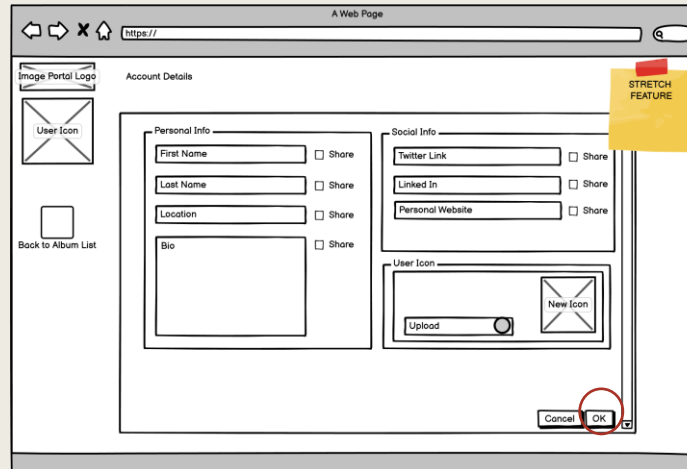 A Web Page
https://
Image Portal Logo
Account Details
STRETCH
FEATURE
User Icon
Personal Info
First Name
Share
Last Name
Share
Location
Share
Bio
Share
Social Info
Twitter Link
Share
Linked In
Share
Personal Website
Share
Back to Album List
User Icon
New Icon
Upload
Cancel
OK